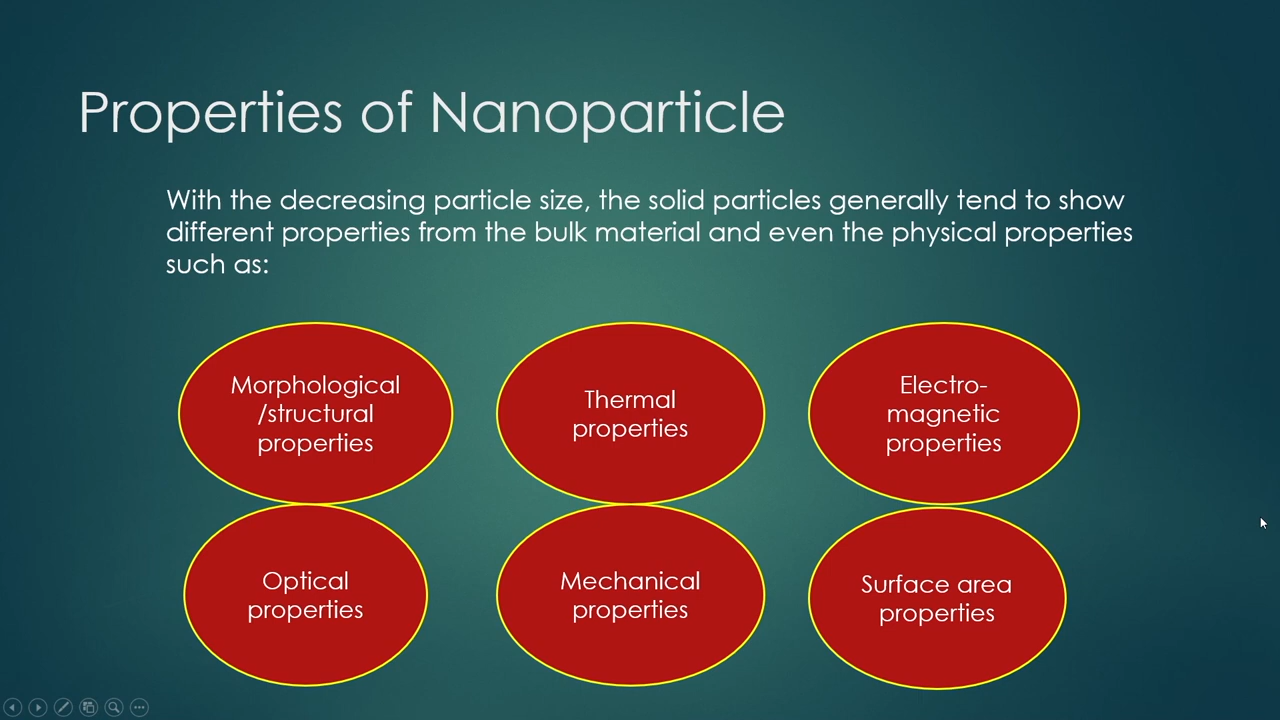 Properties of Nanoparticle
With the decreasing particle size, the solid particles generally tend to show
different properties from the bulk material and even the physical properties
such as:
Morphological
/structural
properties
Thermal
properties
Electro-
magnetic
properties
Optical
properties
Mechanical
properties
Surface area
properties